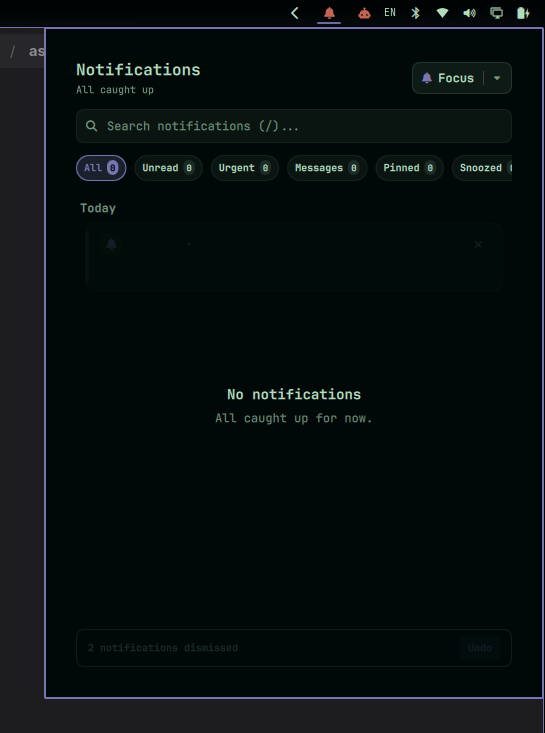 EN
/ as
Notifications
All caught up
Focus
Search notifications (/)...
All 0
Unread 0
Urgent 0
Messages 0
Pinned 0
Snoozed
Today
No notifications
All caught up for now.
2 notifications dismissed
Undo